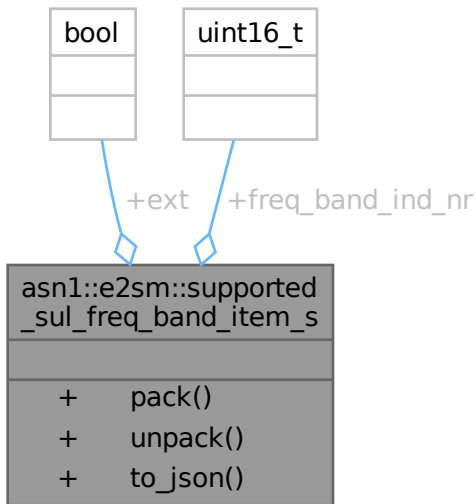 bool
uint16_t
+ext
+freq_band_ind_nr
asn1::e2sm::supported
_sul_freq_band_item_s
+ pack()
+ unpack()
+ to_json()